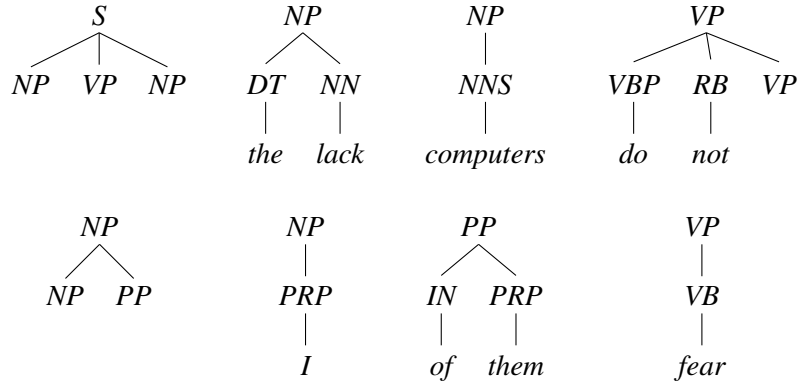 S NP NP VP
NP VP NP DT NN NNS VBP RB VP
the lack computers do not
NP NP PP VP
NP PP PRP IN PRP VB
I of them fear